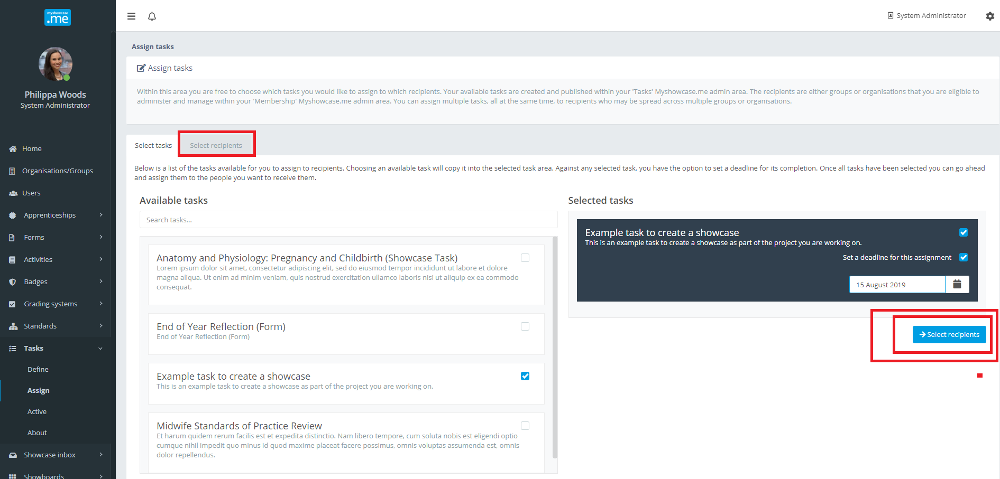 myshowcase
.me
System Administrator
Philippa Woods
System Administrator
Home
Organisations/Groups
Users
Apprenticeships
Forms
Activities
Badges
Grading systems
Standards
Tasks
Define
Assign
Active
About
Showcase inbox
Showboards
Assign tasks
Assign tasks
Within this area you are free to choose which tasks you would like to assign to which recipients. Your available tasks are created and published within your 'Tasks' Myshowcase.me admin area. The recipients are either groups or organisations that you are eligible to
administer and manage within your 'Membership' Myshowcase.me admin area. You can assign multiple tasks, all at the same time, to recipients who may be spread across multiple groups or organisations.
Select tasks
Select recipients
Below is a list of the tasks available for you to assign to recipients. Choosing an available task will copy it into the selected task area. Against any selected task, you have the option to set a deadline for its completion. Once all tasks have been selected you can go ahead
and assign them to the people you want to receive them.
Available tasks
Search tasks...
Anatomy and Physiology: Pregnancy and Childbirth (Showcase Task)
Lorem ipsum dolor sit amet, consectetur adipiscing elit, sed do eiusmod tempor incididunt ut labore et dolore
magna aliqua. Ut enim ad minim veniam, quis nostrud exercitation ullamco laboris nisi ut aliquip ex ea commodo
consequat.
End of Year Reflection (Form)
End of Year Reflection (Form)
Example task to create a showcase
This is an example task to create a showcase as part of the project you are working on.
Midwife Standards of Practice Review
Et harum quidem rerum facilis est et expedita distinctio. Nam libero tempore, cum soluta nobis est eligendi optio
cumque nihil impedit quo minus id quod maxime placeat facere possimus, omnis voluptas assumenda est, omnis
dolor repellendus.
Selected tasks
Example task to create a showcase
This is an example task to create a showcase as part of the project you are working on.
Set a deadline for this assignment
15 August 2019
Select recipients